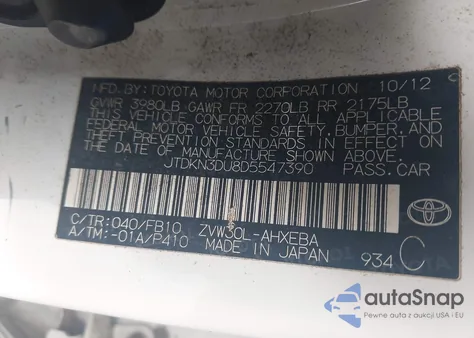 MFD. BY: TOYOTA MOTOR CORPORATION 10/12
GVWR 3980LB GAWR FR 2270LB RR 2175LB
THIS VEHICLE CONFORMS TO ALL APPLICABLE
FEDERAL MOTOR VEHICLE SAFETY, BUMPER, AND
THEFT PREVENTION STANDARDS IN EFFECT ON
THE DATE OF MANUFACTURE SHOWN ABOVE.
JTDKN3DU8D5547390 PASS.CAR
C/TR:040/FB10 ZVW30L-AHXEBA
A/TM:-01A/P410 MADE IN JAPAN 934 C
TOYOTA
autoSnap
Pewne auta z aukcji USA i EU